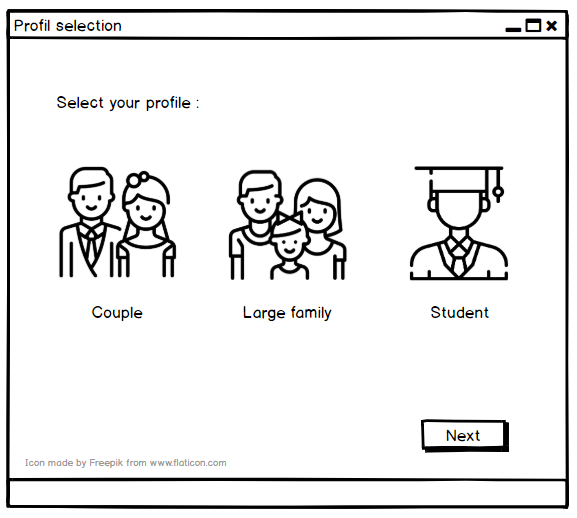 Profil selection
Select your profile :
Couple
Large family
Student
Next
Icon made by Freepik from www.flaticon.com